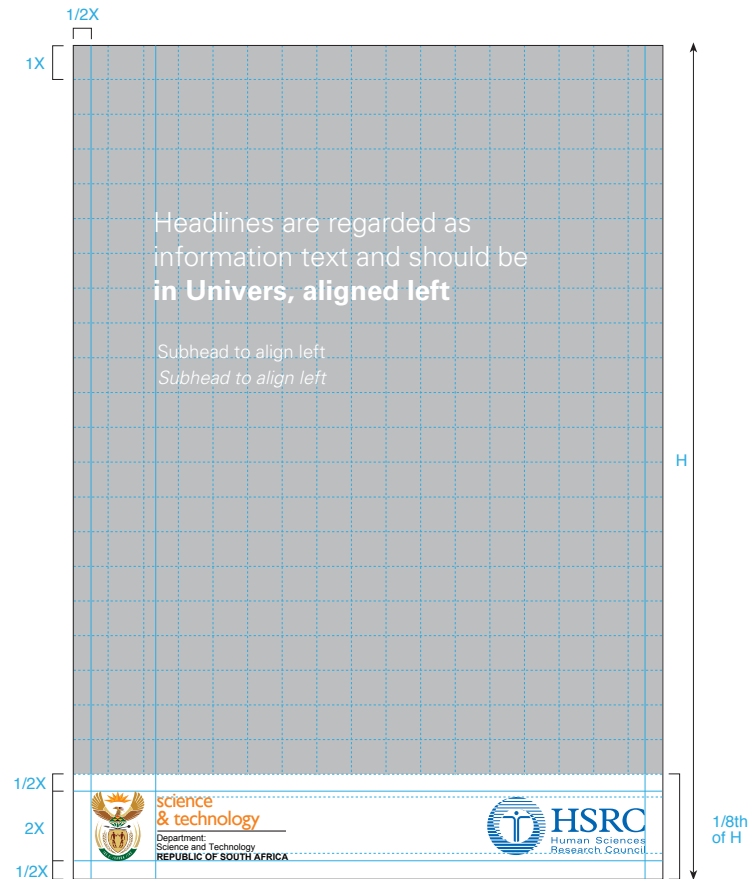 1/2X
1X
Headlines are regarded as
information text and should be
in Univers, aligned left
Subhead to align left
Subhead to align left
H
1/2X
2X
1/2X
science
& technology
Department:
Science and Technology
REPUBLIC OF SOUTH AFRICA
HSRC
Human Sciences
Research Council
1/8th
of H